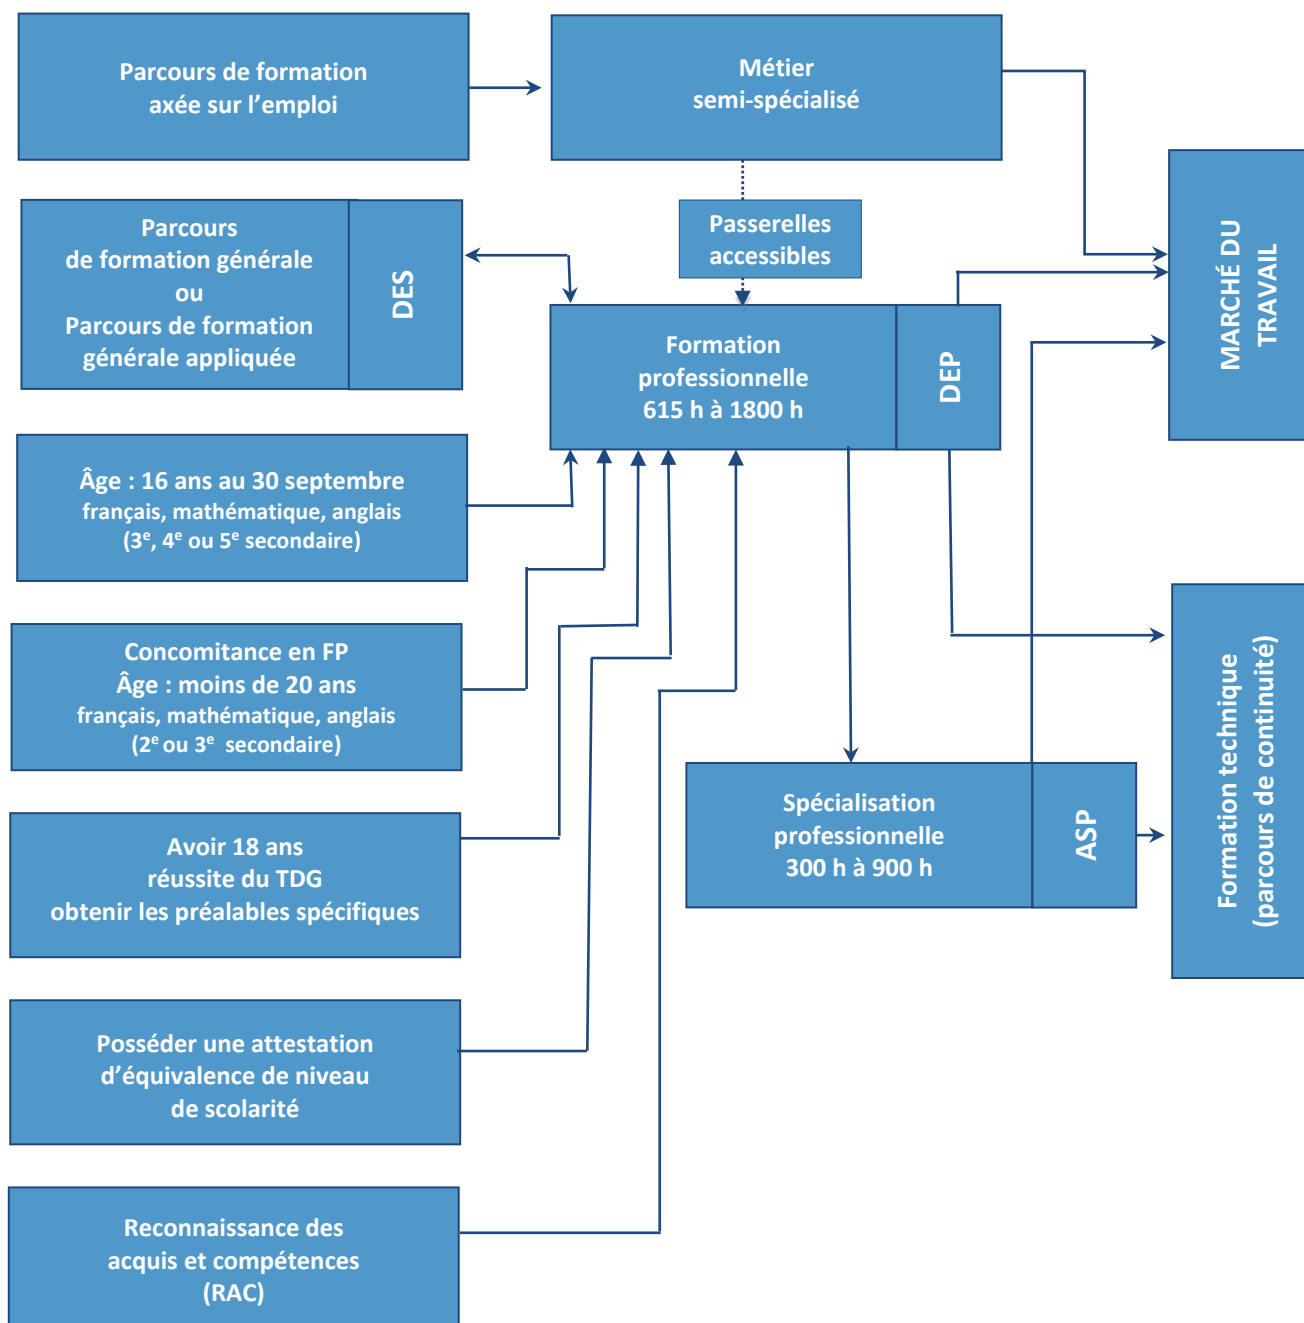 Parcours de formation
axée sur l'emploi
Métier
semi-spécialisé
Parcours
de formation générale
ou
Parcours de formation
générale appliquée
DES
Passerelles
accessibles
MARCHÉ DU
TRAVAIL
Formation
professionnelle
615 h à 1800 h
DEP
Âge : 16 ans au 30 septembre
français, mathématique, anglais
(3e, 4e ou 5e secondaire)
Concomitance en FP
Âge : moins de 20 ans
français, mathématique, anglais
(2e ou 3e secondaire)
Formation technique
(parcours de continuité)
Spécialisation
professionnelle
300 h à 900 h
ASP
Avoir 18 ans
réussite du TDG
obtenir les préalables spécifiques
Posséder une attestation
d'équivalence de niveau
de scolarité
Reconnaissance des
acquis et compétences
(RAC)